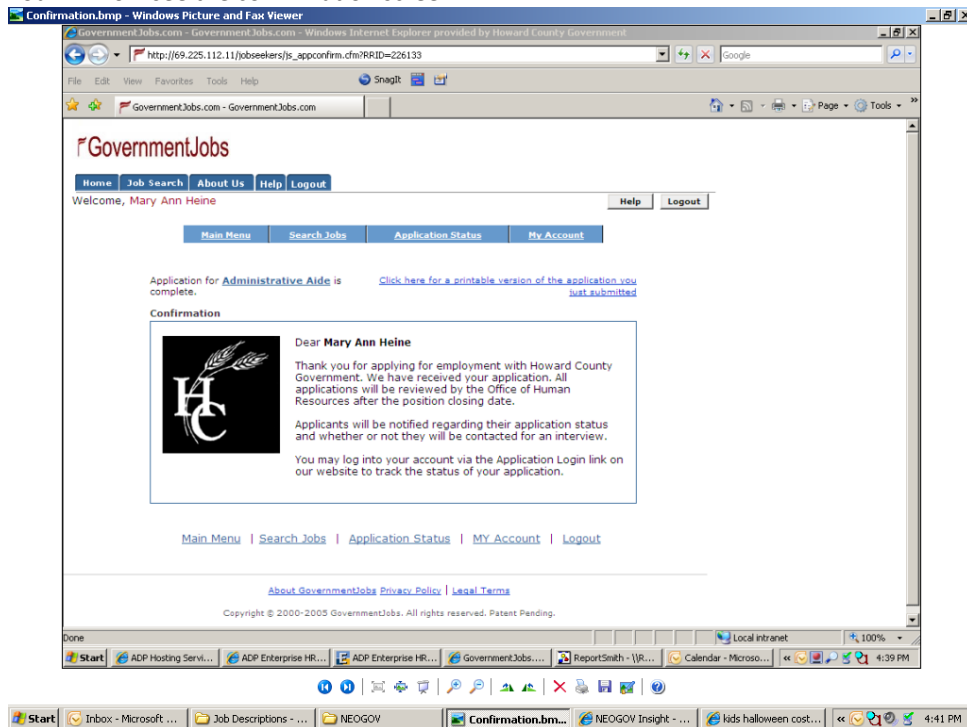 Confirmation.bmp - Windows Picture and Fax Viewer
GovernmentJobs.com - GovernmentJobs.com - Windows Internet Explorer provided by Howard County Government
http://69.225.112.11/jobseekers/js_appconfirm.cfm?RRID=226133
Google
File Edit View Favorites Tools Help
SnagIt
GovernmentJobs.com - GovernmentJobs.com
Page Tools
GovernmentJobs
Home Job Search About Us Help Logout
Welcome, Mary Ann Heine
Help Logout
Main Menu Search Jobs Application Status My Account
Application for Administrative Aide is
complete.
Click here for a printable version of the application you
just submitted
Confirmation
HC
Dear Mary Ann Heine
Thank you for applying for employment with Howard County
Government. We have received your application. All
applications will be reviewed by the Office of Human
Resources after the position closing date.
Applicants will be notified regarding their application status
and whether or not they will be contacted for an interview.
You may log into your account via the Application Login link on
our website to track the status of your application.
Main Menu | Search Jobs | Application Status | MY Account | Logout
About GovernmentJobs Privacy Policy | Legal Terms
Copyright © 2000-2005 GovernmentJobs. All rights reserved. Patent Pending.
Done
Local intranet
100%
Start ADP Hosting Servi... ADP Enterprise HR... ADP Enterprise HR... GovernmentJobs.... ReportSmith - \\R... Calendar - Microso... 4:39 PM
Start Inbox - Microsoft ... Job Descriptions - ... NEOGOV Confirmation.bm... NEOGOV Insight - ... kids halloween cost... 4:41 PM